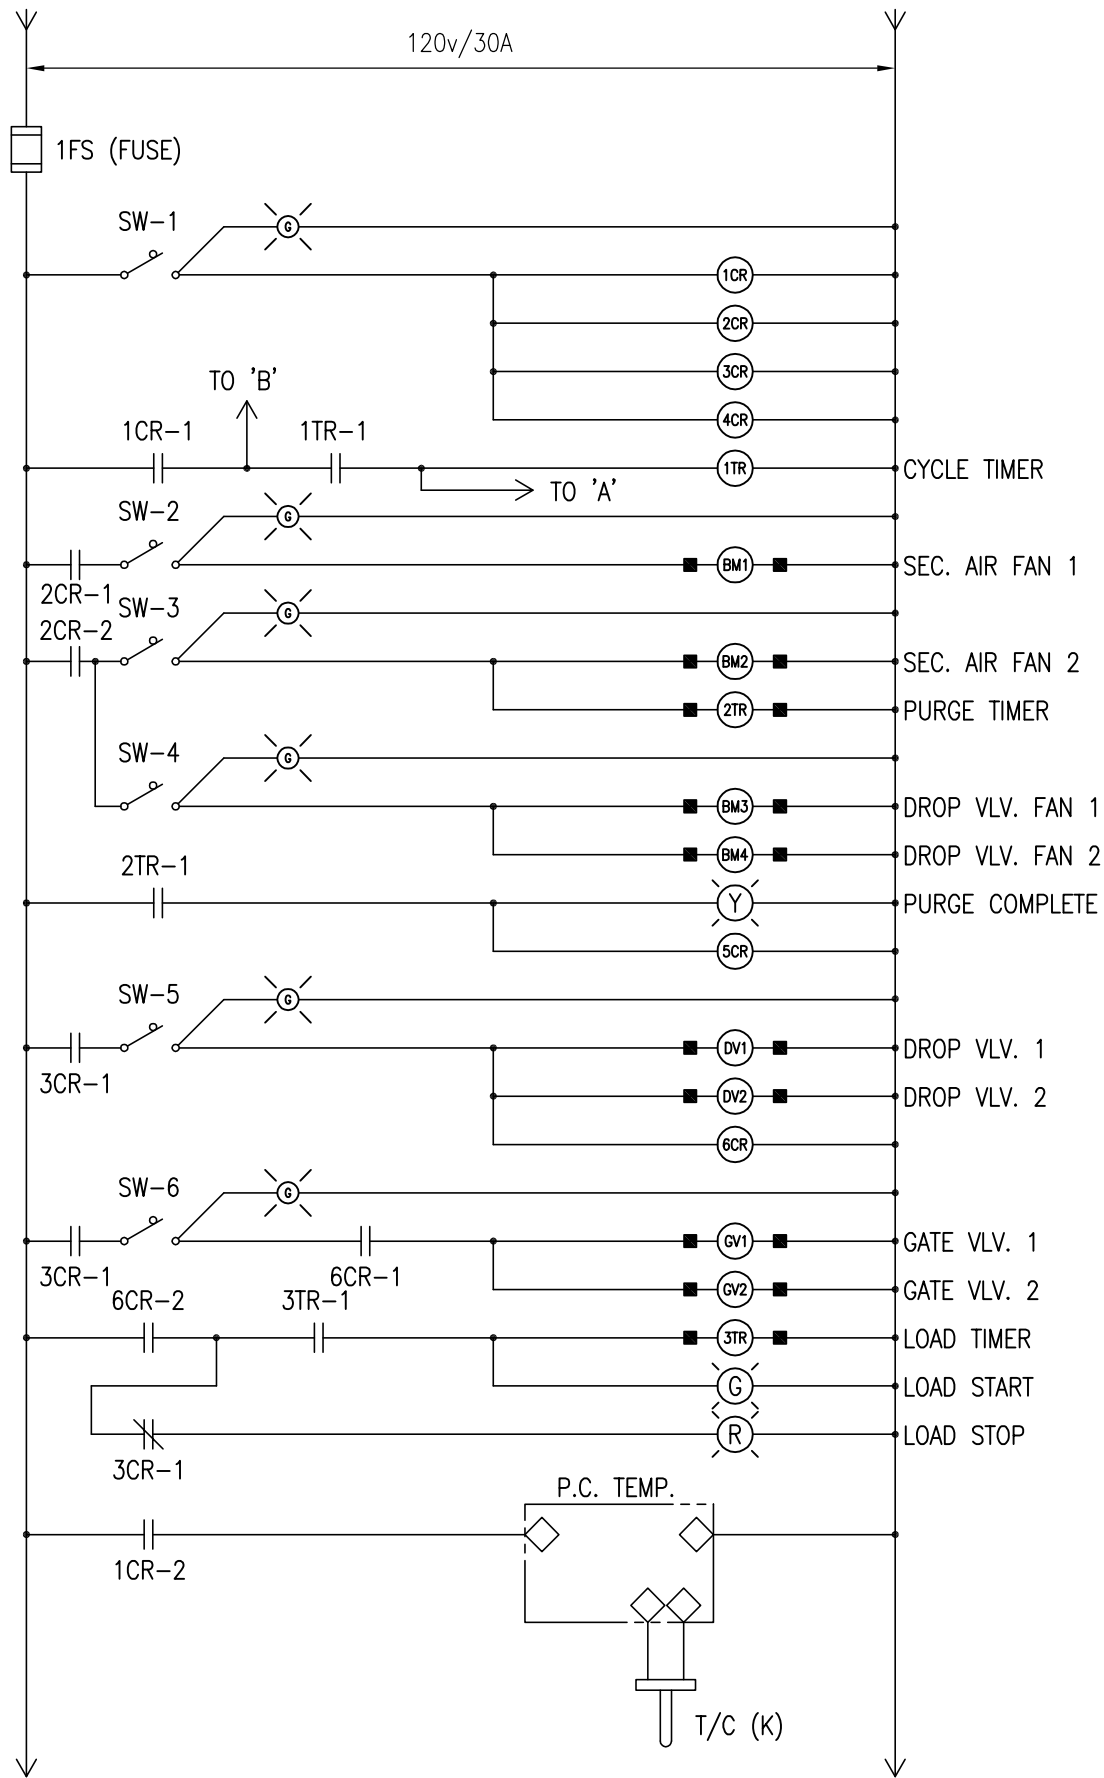 120v/30A
1FS (FUSE)
SW-1
G
1CR
2CR
3CR
TO 'B'
4CR
1CR-1
1TR-1
1TR
CYCLE TIMER
TO 'A'
SW-2
G
BM1
SEC. AIR FAN 1
2CR-1
SW-3
G
2CR-2
BM2
SEC. AIR FAN 2
2TR
PURGE TIMER
SW-4
G
BM3
DROP VLV. FAN 1
BM4
DROP VLV. FAN 2
2TR-1
Y
PURGE COMPLETE
5CR
SW-5
G
DV1
DROP VLV. 1
3CR-1
DV2
DROP VLV. 2
6CR
SW-6
G
GV1
GATE VLV. 1
3CR-1
6CR-1
GV2
GATE VLV. 2
6CR-2
3TR-1
3TR
LOAD TIMER
G
LOAD START
R
LOAD STOP
3CR-1
P.C. TEMP.
1CR-2
T/C (K)